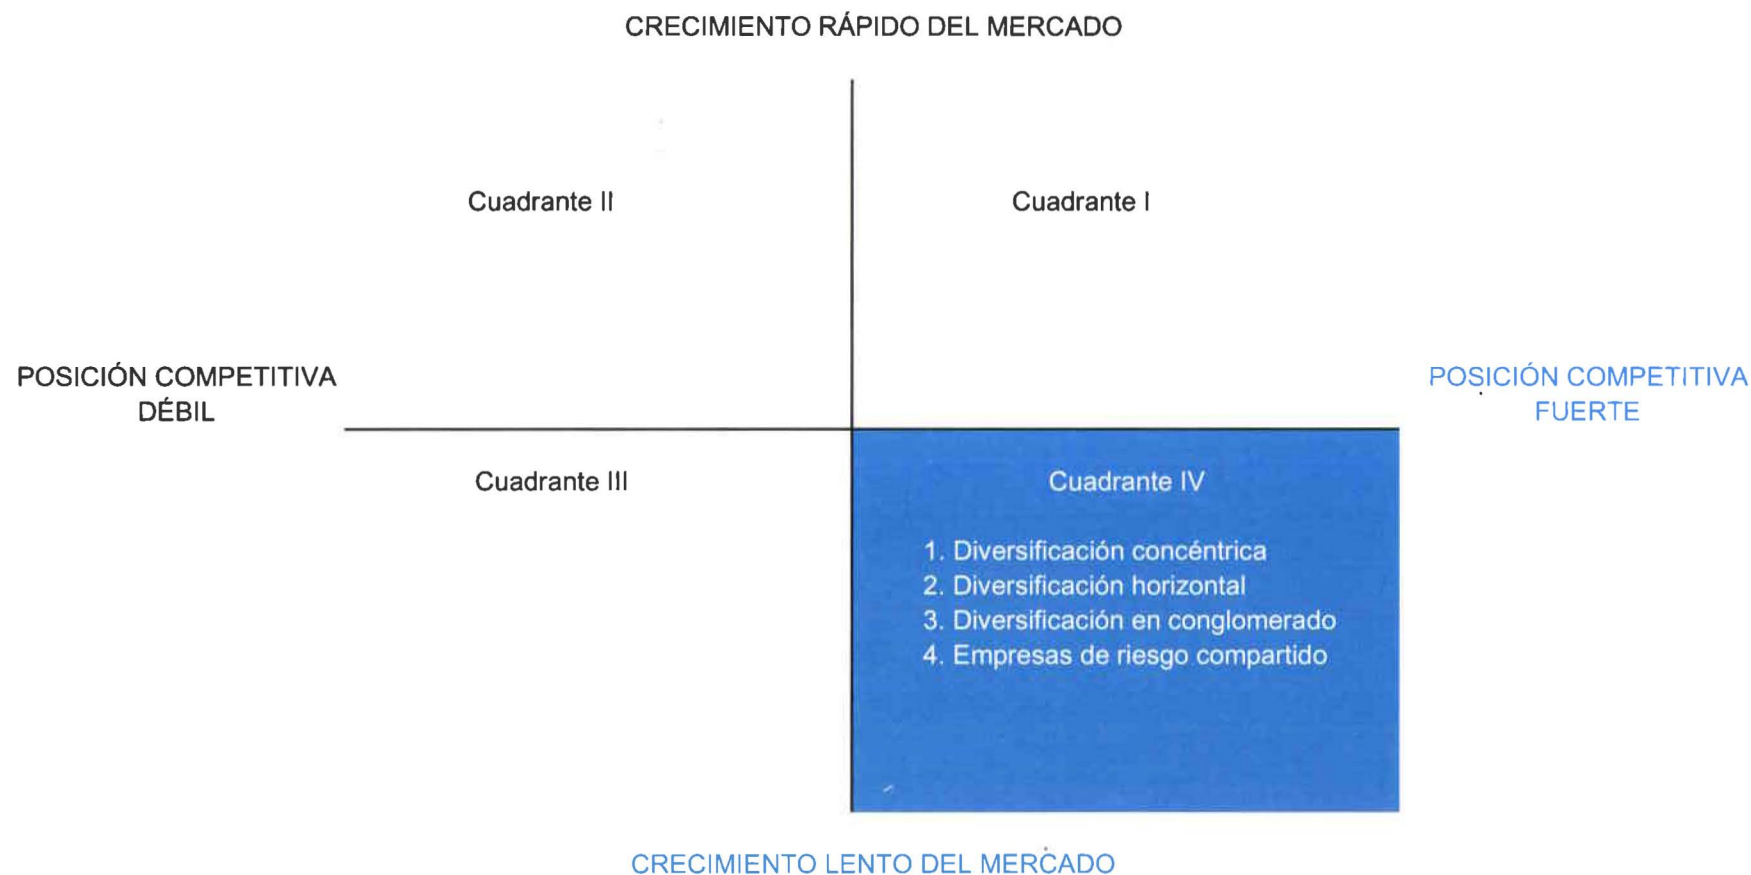 CRECIMIENTO RÁPIDO DEL MERCADO
Cuadrante II
Cuadrante I
POSICIÓN COMPETITIVA
DÉBIL
POSICIÓN COMPETITIVA
FUERTE
Cuadrante III
Cuadrante IV
1. Diversificación concéntrica
2. Diversificación horizontal
3. Diversificación en conglomerado
4. Empresas de riesgo compartido
CRECIMIENTO LENTO DEL MERCADO